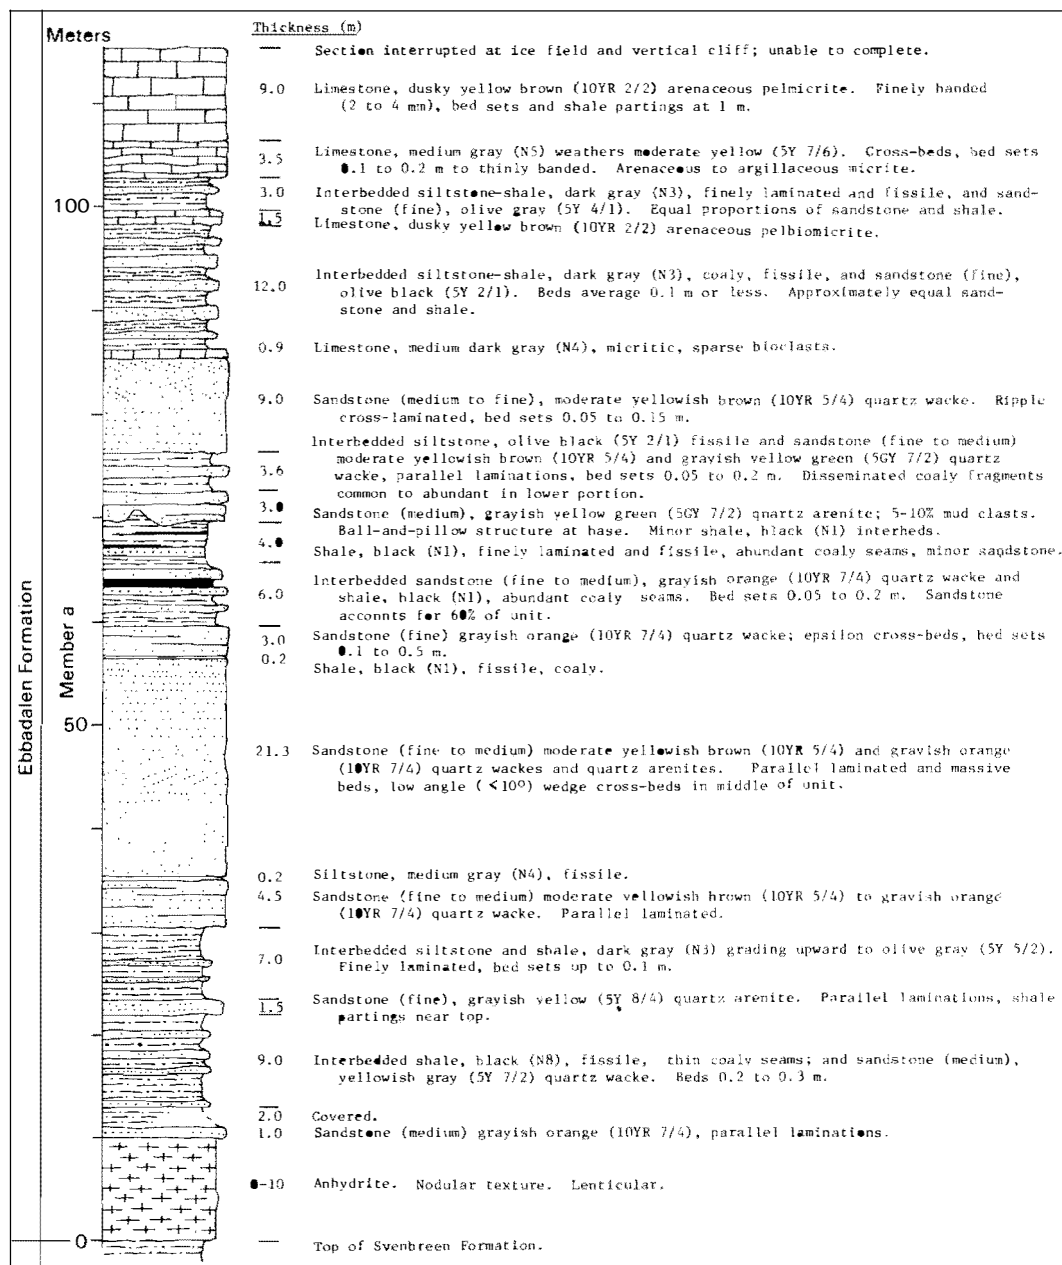 Meters
Thickness (m)
— Section interrupted at ice field and vertical cliff; unable to complete.
9.0 Limestone, dusky yellow brown (10YR 2/2) arenaceous pelmicrite. Finely banded
(2 to 4 mm), bed sets and shale partings at 1 m.
3.5 Limestone, medium gray (N5) weathers moderate yellow (5Y 7/6). Cross-beds, bed sets
0.1 to 0.2 m to thinly banded. Arenaceous to argillaceous micrite.
3.0 Interbedded siltstone-shale, dark gray (N3), finely laminated and fissile, and sand-
stone (fine), olive gray (5Y 4/1). Equal proportions of sandstone and shale.
100
1.5 Limestone, dusky yellow brown (10YR 2/2) arenaceous pelbiomicrite.
12.0 Interbedded siltstone-shale, dark gray (N3), coaly, fissile, and sandstone (fine),
olive black (5Y 2/1). Beds average 0.1 m or less. Approximately equal sand-
stone and shale.
0.9 Limestone, medium dark gray (N4), micritic, sparse bioclasts.
9.0 Sandstone (medium to fine), moderate yellowish brown (10YR 5/4) quartz wacke. Ripple
cross-laminated, bed sets 0.05 to 0.15 m.
3.6 Interbedded siltstone, olive black (5Y 2/1) fissile and sandstone (fine to medium)
moderate yellowish brown (10YR 5/4) and grayish yellow green (5GY 7/2) quartz
wacke, parallel laminations, bed sets 0.05 to 0.2 m. Disseminated coaly fragments
common to abundant in lower portion.
3.0 Sandstone (medium), grayish yellow green (5GY 7/2) quartz arenite; 5-10% mud clasts.
Ball-and-pillow structure at base. Minor shale, black (N1) interbeds.
4.0 Shale, black (N1), finely laminated and fissile, abundant coaly seams, minor sandstone.
6.0 Interbedded sandstone (fine to medium), grayish orange (10YR 7/4) quartz wacke and
shale, black (N1), abundant coaly seams. Bed sets 0.05 to 0.2 m. Sandstone
accounts for 60% of unit.
3.0 Sandstone (fine) grayish orange (10YR 7/4) quartz wacke; epsilon cross-beds, bed sets
0.1 to 0.5 m.
0.2 Shale, black (N1), fissile, coaly.
Ebbadalen Formation
Member a
50
21.3 Sandstone (fine to medium) moderate yellowish brown (10YR 5/4) and grayish orange
(10YR 7/4) quartz wackes and quartz arenites. Parallel laminated and massive
beds, low angle (<10º) wedge cross-beds in middle of unit.
0.2 Siltstone, medium gray (N4), fissile.
4.5 Sandstone (fine to medium) moderate yellowish brown (10YR 5/4) to grayish orange
(10YR 7/4) quartz wacke. Parallel laminated.
7.0 Interbedded siltstone and shale, dark gray (N3) grading upward to olive gray (5Y 5/2).
Finely laminated, bed sets up to 0.1 m.
1.5 Sandstone (fine), grayish yellow (5Y 8/4) quartz arenite. Parallel laminations, shale
partings near top.
9.0 Interbedded shale, black (N8), fissile, thin coaly seams; and sandstone (medium),
yellowish gray (5Y 7/2) quartz wacke. Beds 0.2 to 0.3 m.
2.0 Covered.
1.0 Sandstone (medium) grayish orange (10YR 7/4), parallel laminations.
0-10 Anhydrite. Nodular texture. Lenticular.
0
— Top of Svenbreen Formation.